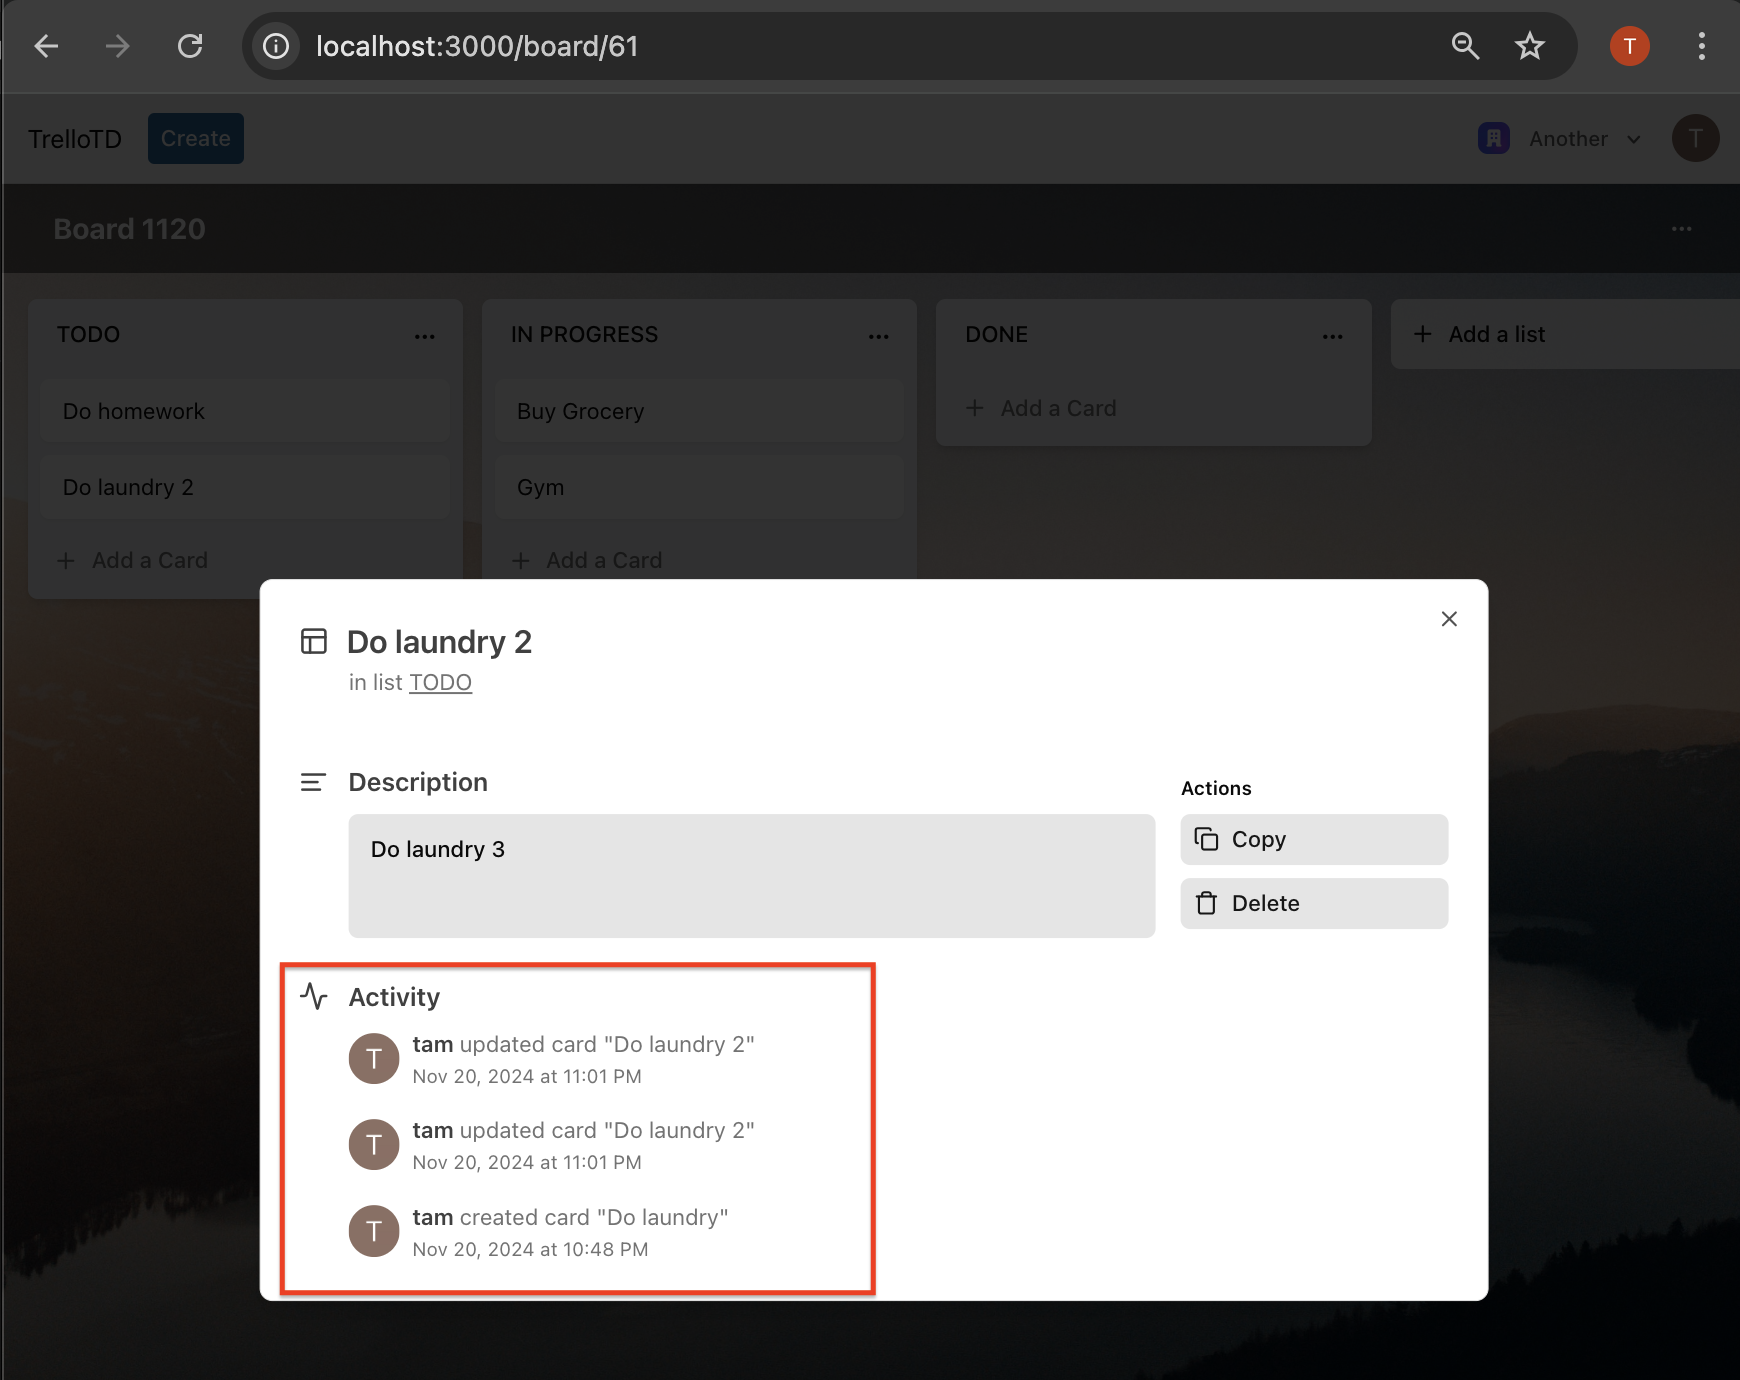 localhost:3000/board/61
T
TrelloTD
Create
Another
T
Board 1120
TODO
Do homework
Do laundry 2
Add a Card
IN PROGRESS
Buy Grocery
Gym
Add a Card
DONE
Add a Card
Add a list
Do laundry 2
in list TODO
Description
Do laundry 3
Actions
Copy
Delete
Activity
T
tam updated card "Do laundry 2"
Nov 20, 2024 at 11:01 PM
T
tam updated card "Do laundry 2"
Nov 20, 2024 at 11:01 PM
T
tam created card "Do laundry"
Nov 20, 2024 at 10:48 PM